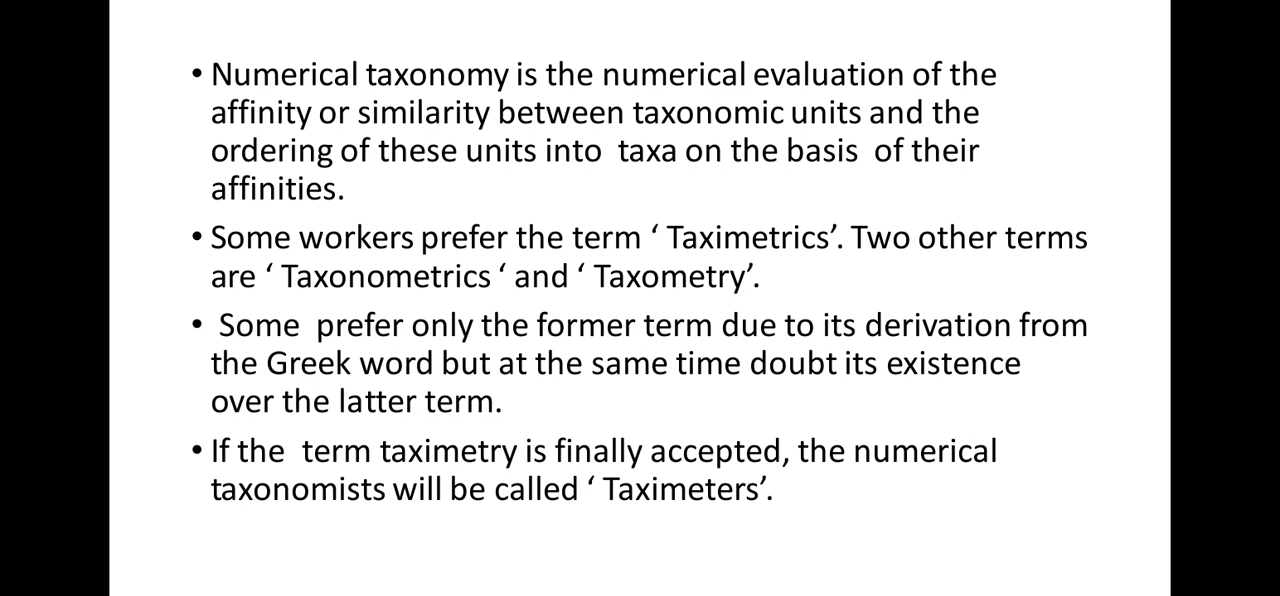 • Numerical taxonomy is the numerical evaluation of the
affinity or similarity between taxonomic units and the
ordering of these units into  taxa on the basis  of their
affinities.
• Some workers prefer the term ‘ Taximetrics’. Two other terms
are ‘ Taxonometrics ‘ and ‘ Taxometry’.
•  Some  prefer only the former term due to its derivation from
the Greek word but at the same time doubt its existence
over the latter term.
• If the  term taximetry is finally accepted, the numerical
taxonomists will be called ‘ Taximeters’.